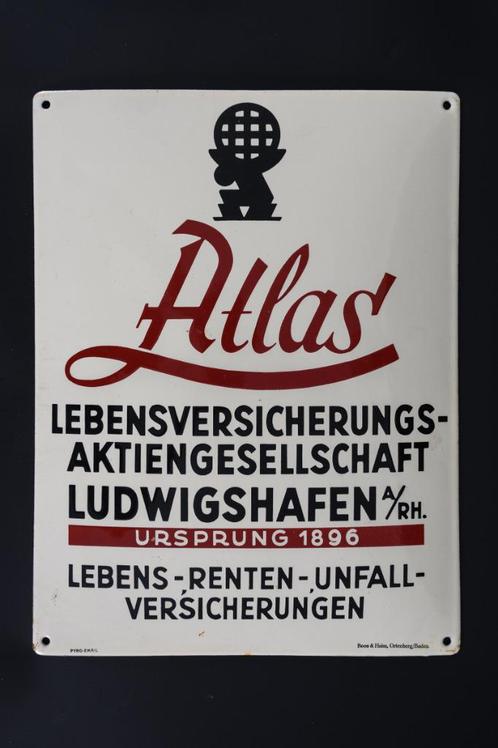 Atlas
LEBENSVERSICHERUNGS-
AKTIENGESELLSCHAFT
LUDWIGSHAFEN A/RH.
URSPRUNG 1896
LEBENS-, RENTEN-, UNFALL-
VERSICHERUNGEN
PYRO-EMAIL
Boos & Hahn, Ortenberg/Baden